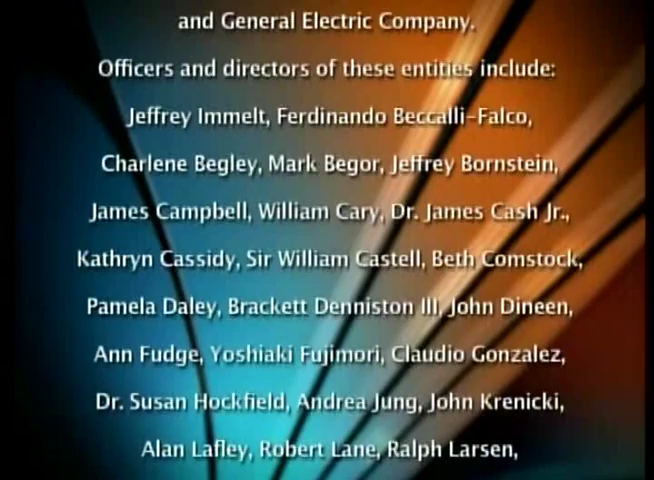 and General Electric Company.
Officers and directors of these entities include:
Jeffrey Immelt, Ferdinando Beccalli-Falco,
Charlene Begley, Mark Begor, Jeffrey Bornstein,
James Campbell, William Cary, Dr. James Cash Jr.,
Kathryn Cassidy, Sir William Castell, Beth Comstock,
Pamela Daley, Brackett Denniston III, John Dineen,
Ann Fudge, Yoshiaki Fujimori, Claudio Gonzalez,
Dr. Susan Hockfield, Andrea Jung, John Krenicki,
Alan Lafley, Robert Lane, Ralph Larsen,